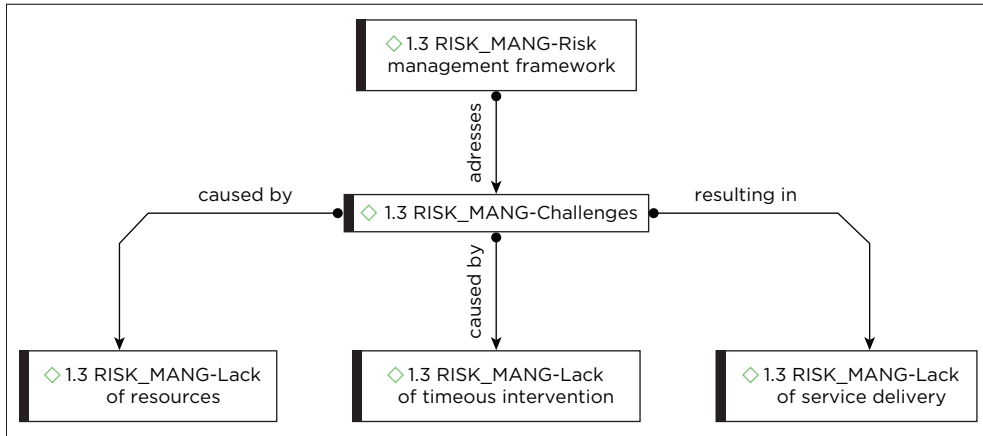 ◇ 1.3 RISK_MANG-Risk
management framework
adresses
caused by
◇ 1.3 RISK_MANG-Challenges
resulting in
caused by
◇ 1.3 RISK_MANG-Lack
of resources
◇ 1.3 RISK_MANG-Lack
of timeous intervention
◇ 1.3 RISK_MANG-Lack
of service delivery